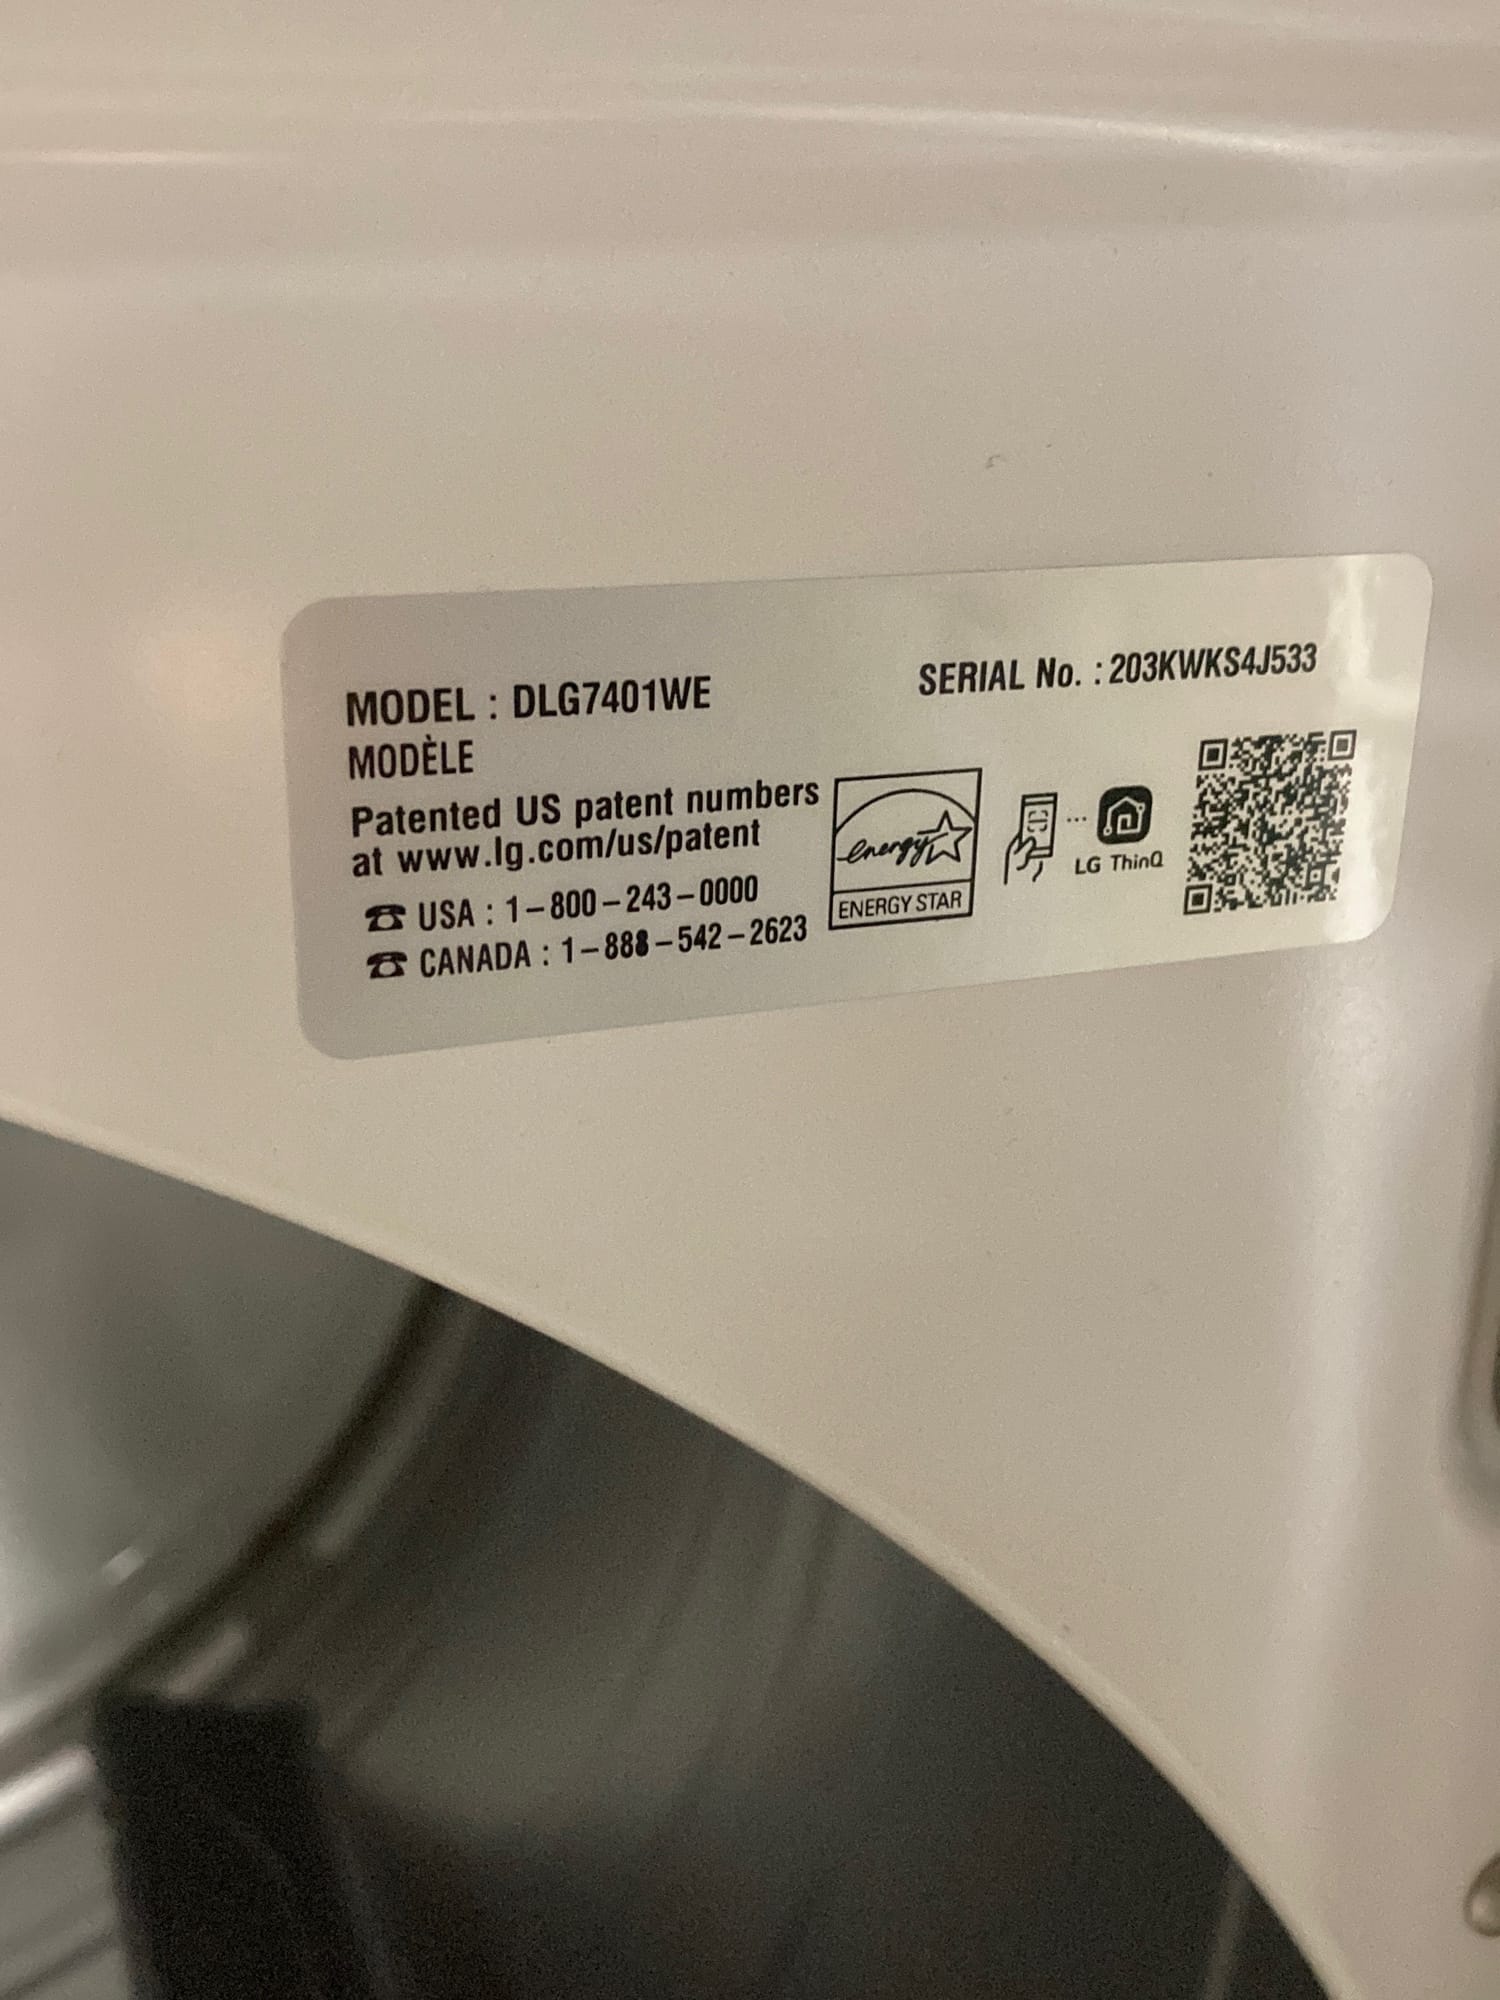 MODEL : DLG7401WE
MODÈLE
SERIAL No. : 203KWKS4J533
Patented US patent numbers
at www.lg.com/us/patent
☎ USA : 1-800-243-0000
☎ CANADA : 1-888-542-2623
energy
ENERGY STAR
LG ThinQ